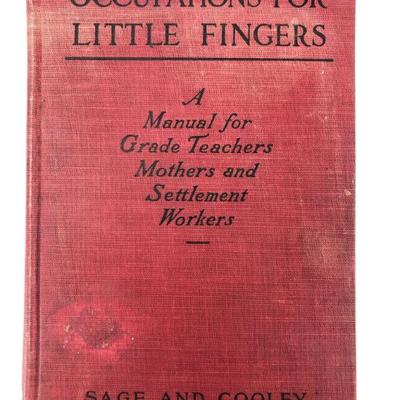 OCCUPATIONS FOR
LITTLE FINGERS
A
Manual for
Grade Teachers
Mothers and
Settlement
Workers
SAGE AND COOLEY